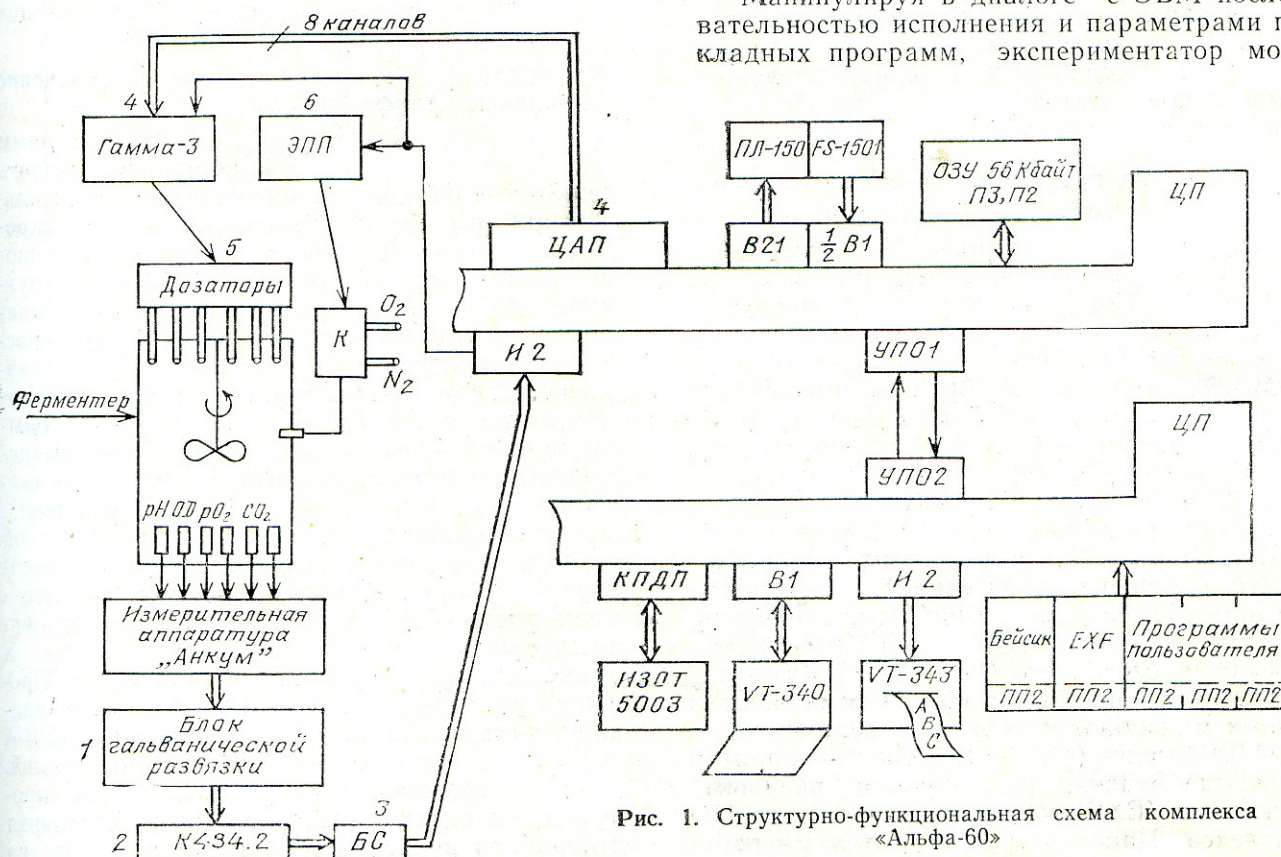 Манипулируя в диалоге с ЭВМ после
вательностью исполнения и параметрами п
кладных программ, экспериментатор мо
8 каналов
4
6
Гамма-3
ЭПП
ПЛ-150
FS-1501
ОЗУ 56 Кбайт
ПЗ, П2
ЦП
4
ЦАП
В21
1/2 В1
5
Дозаторы
O2
К
N2
И 2
УПО1
Ферментер
ЦП
УПО2
pH OD pO2 CO2
КПДП
В1
И 2
Измерительная
аппаратура
„Анкум"
Бейсик
EXF
Программы
пользователя
ПП2
ПП2
ПП2
ПП2
ПП2
ИЗОТ
5003
VT-340
VT-343
A
B
C
1
Блок
гальванической
развязки
2
К484.2
3
БС
Рис. 1. Структурно-функциональная схема комплекса
«Альфа-60»